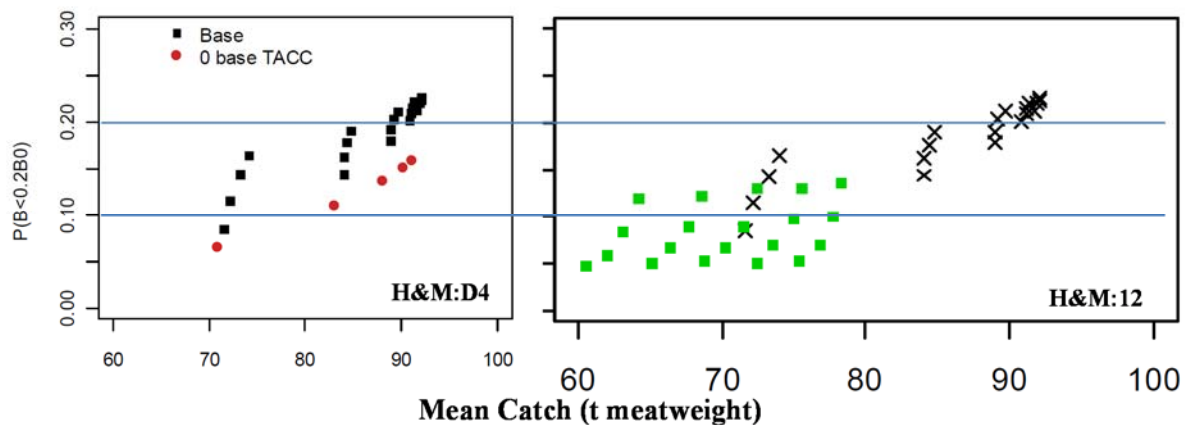 P(B<0.2B0)
0.30
0.20
0.10
0.00
Base
0 base TACC
H&M:D4
60 70 80 90 100
H&M:12
60 70 80 90 100
Mean Catch (t meatweight)